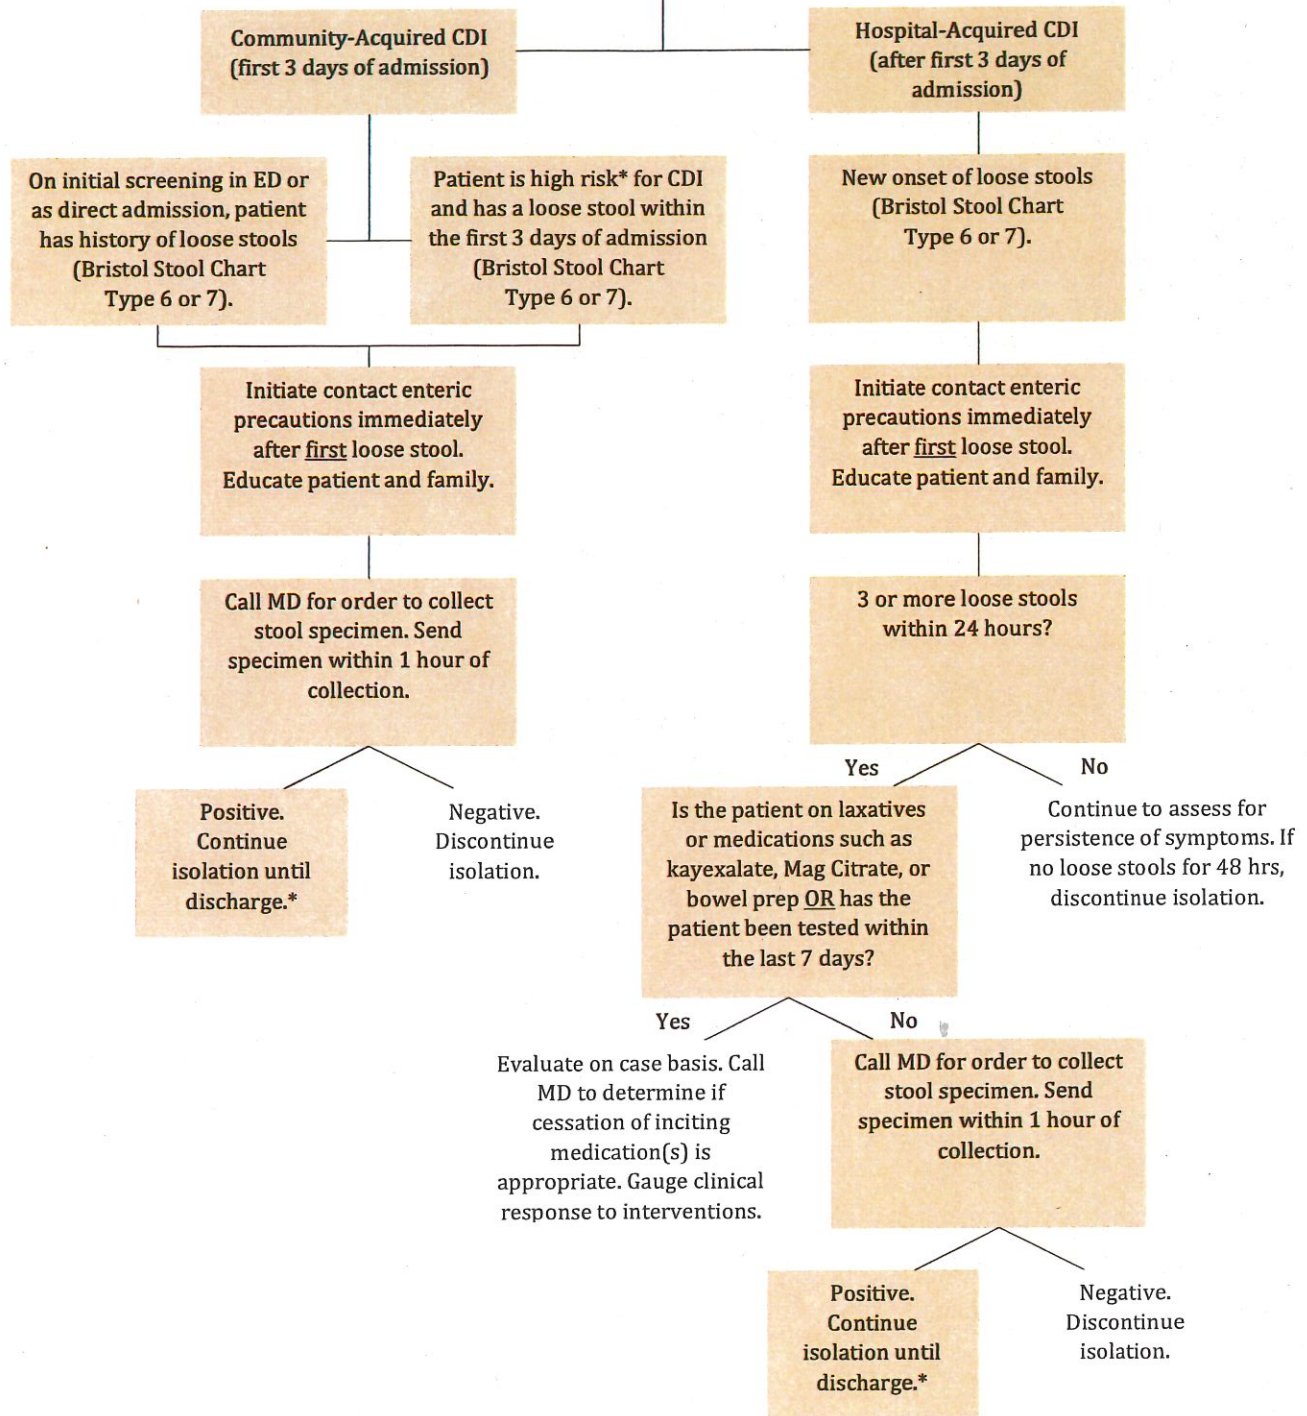 Community-Acquired CDI
(first 3 days of admission)
Hospital-Acquired CDI
(after first 3 days of
admission)
On initial screening in ED or
as direct admission, patient
has history of loose stools
(Bristol Stool Chart
Type 6 or 7).
Patient is high risk* for CDI
and has a loose stool within
the first 3 days of admission
(Bristol Stool Chart
Type 6 or 7).
New onset of loose stools
(Bristol Stool Chart
Type 6 or 7).
Initiate contact enteric
precautions immediately
after first loose stool.
Educate patient and family.
Initiate contact enteric
precautions immediately
after first loose stool.
Educate patient and family.
Call MD for order to collect
stool specimen. Send
specimen within 1 hour of
collection.
3 or more loose stools
within 24 hours?
Positive.
Continue
isolation until
discharge.*
Negative.
Discontinue
isolation.
Yes
No
Is the patient on laxatives
or medications such as
kayexalate, Mag Citrate, or
bowel prep OR has the
patient been tested within
the last 7 days?
Continue to assess for
persistence of symptoms. If
no loose stools for 48 hrs,
discontinue isolation.
Yes
No
Evaluate on case basis. Call
MD to determine if
cessation of inciting
medication(s) is
appropriate. Gauge clinical
response to interventions.
Call MD for order to collect
stool specimen. Send
specimen within 1 hour of
collection.
Positive.
Continue
isolation until
discharge.*
Negative.
Discontinue
isolation.